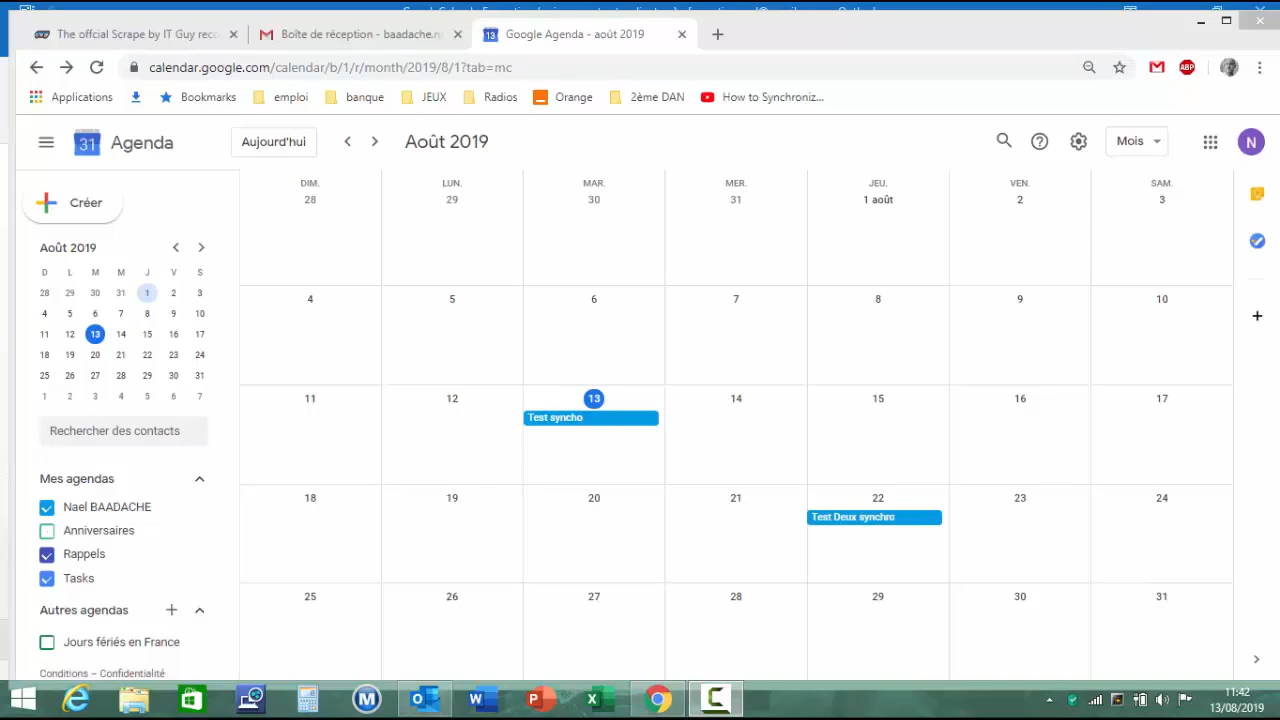 The offcial Scrape by IT Guy reco
Boîte de réception - baadache.n
Google Agenda - août 2019
calendar.google.com/calendar/b/1/r/month/2019/8/1?tab=mc
ABP
Applications
Bookmarks
emploi
banque
JEUX
Radios
Orange
2ème DAN
How to Synchroniz...
31
Agenda
Aujourd'hui
Août 2019
Mois
N
Créer
DIM. LUN. MAR. MER. JEU. VEN. SAM.
28 29 30 31 1 août 2 3
Août 2019
D L M M J V S
28 29 30 31 1 2 3
4 5 6 7 8 9 10
11 12 13 14 15 16 17
18 19 20 21 22 23 24
25 26 27 28 29 30 31
1 2 3 4 5 6 7
4 5 6 7 8 9 10
11 12 13 14 15 16 17
Test syncho
Rechercher des contacts
Mes agendas
Nael BAADACHE
Anniversaires
Rappels
Tasks
18 19 20 21 22 23 24
Test Deux synchro
Autres agendas
Jours fériés en France
Conditions – Confidentialité
25 26 27 28 29 30 31
11:42
13/08/2019